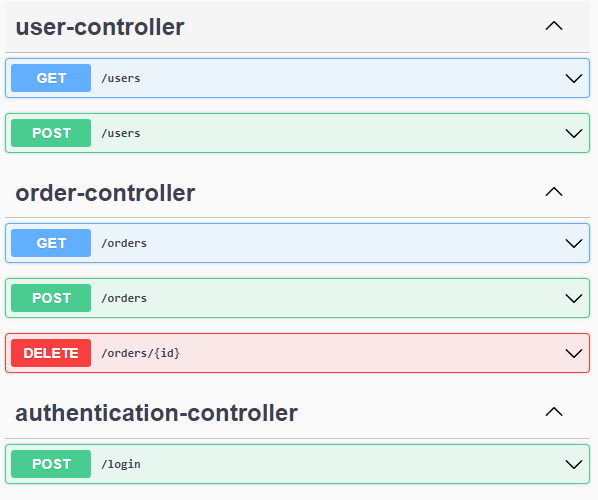 user-controller
GET /users
POST /users
order-controller
GET /orders
POST /orders
DELETE /orders/{id}
authentication-controller
POST /login